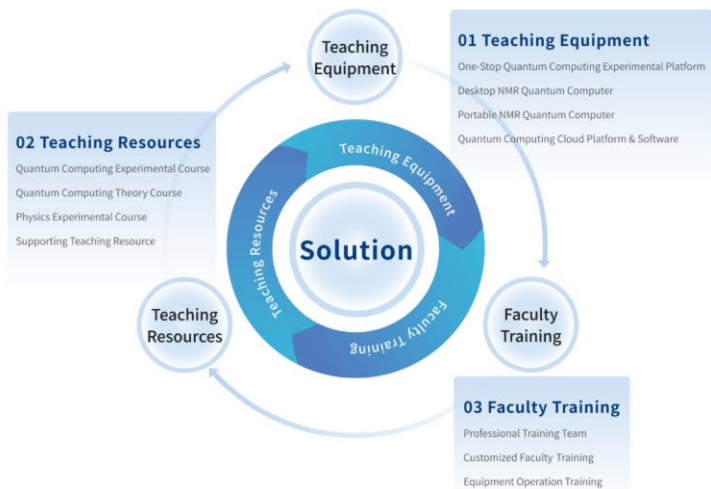 Teaching
Equipment
01 Teaching Equipment
One-Stop Quantum Computing Experimental Platform
Desktop NMR Quantum Computer
Portable NMR Quantum Computer
Quantum Computing Cloud Platform & Software
02 Teaching Resources
Quantum Computing Experimental Course
Quantum Computing Theory Course
Physics Experimental Course
Supporting Teaching Resource
Teaching Equipment
Teaching Resources
Faculty Training
Solution
Teaching
Resources
Faculty
Training
03 Faculty Training
Professional Training Team
Customized Faculty Training
Equipment Operation Training